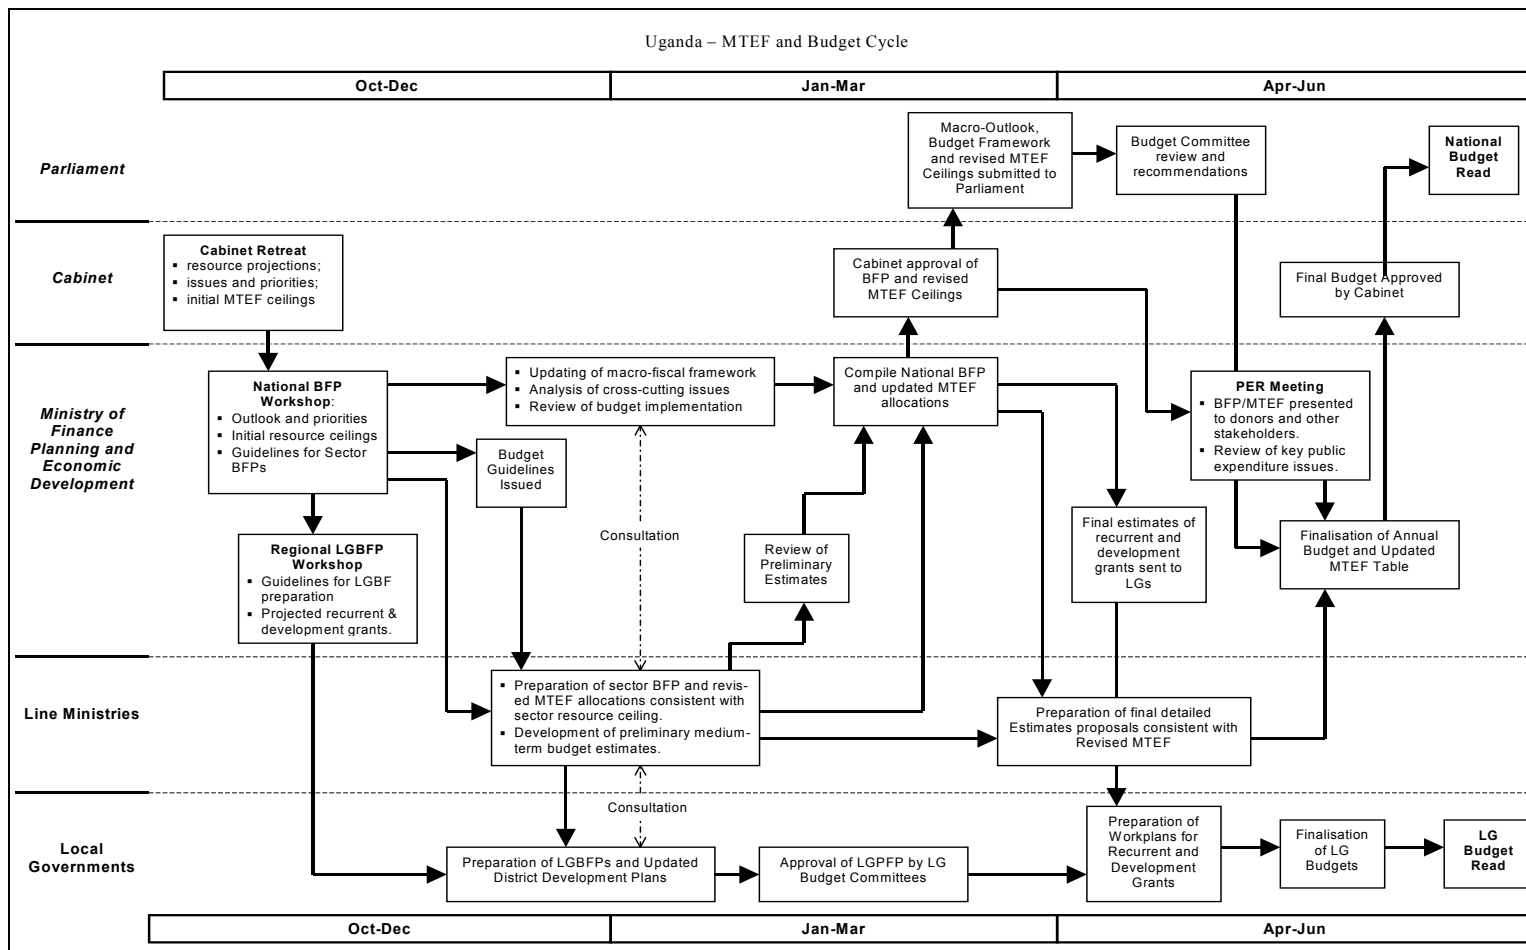 Uganda – MTEF and Budget Cycle
Oct-Dec
Jan-Mar
Apr-Jun
Parliament
Macro-Outlook,
Budget Framework
and revised MTEF
Ceilings submitted to
Parliament
Budget Committee
review and
recommendations
National
Budget
Read
Cabinet
Cabinet Retreat
▪ resource projections;
▪ issues and priorities;
▪ initial MTEF ceilings
Cabinet approval of
BFP and revised
MTEF Ceilings
Final Budget Approved
by Cabinet
Ministry of
Finance
Planning and
Economic
Development
National BFP
Workshop:
▪ Outlook and priorities
▪ Initial resource ceilings
▪ Guidelines for Sector
BFPs
▪ Updating of macro-fiscal framework
▪ Analysis of cross-cutting issues
▪ Review of budget implementation
Compile National BFP
and updated MTEF
allocations
PER Meeting
▪ BFP/MTEF presented
to donors and other
stakeholders.
▪ Review of key public
expenditure issues.
Budget
Guidelines
Issued
Regional LGBFP
Workshop
▪ Guidelines for LGBF
preparation
▪ Projected recurrent &
development grants.
Consultation
Review of
Preliminary
Estimates
Final estimates of
recurrent and
development
grants sent to
LGs
Finalisation of Annual
Budget and Updated
MTEF Table
Line Ministries
▪ Preparation of sector BFP and revis-
ed MTEF allocations consistent with
sector resource ceiling.
▪ Development of preliminary medium-
term budget estimates.
Preparation of final detailed
Estimates proposals consistent with
Revised MTEF
Consultation
Local
Governments
Preparation of LGBFPs and Updated
District Development Plans
Approval of LGPFP by LG
Budget Committees
Preparation of
Workplans for
Recurrent and
Development
Grants
Finalisation
of LG
Budgets
LG
Budget
Read
Oct-Dec
Jan-Mar
Apr-Jun